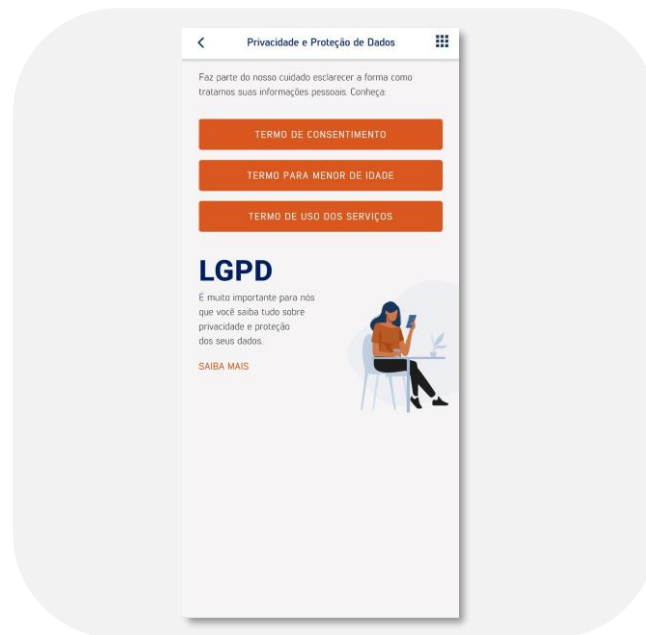 Privacidade e Proteção de Dados
Faz parte do nosso cuidado esclarecer a forma como
tratamos suas informações pessoais. Conheça:
TERMO DE CONSENTIMENTO
TERMO PARA MENOR DE IDADE
TERMO DE USO DOS SERVIÇOS
LGPD
É muito importante para nós
que você saiba tudo sobre
privacidade e proteção
dos seus dados.
SAIBA MAIS